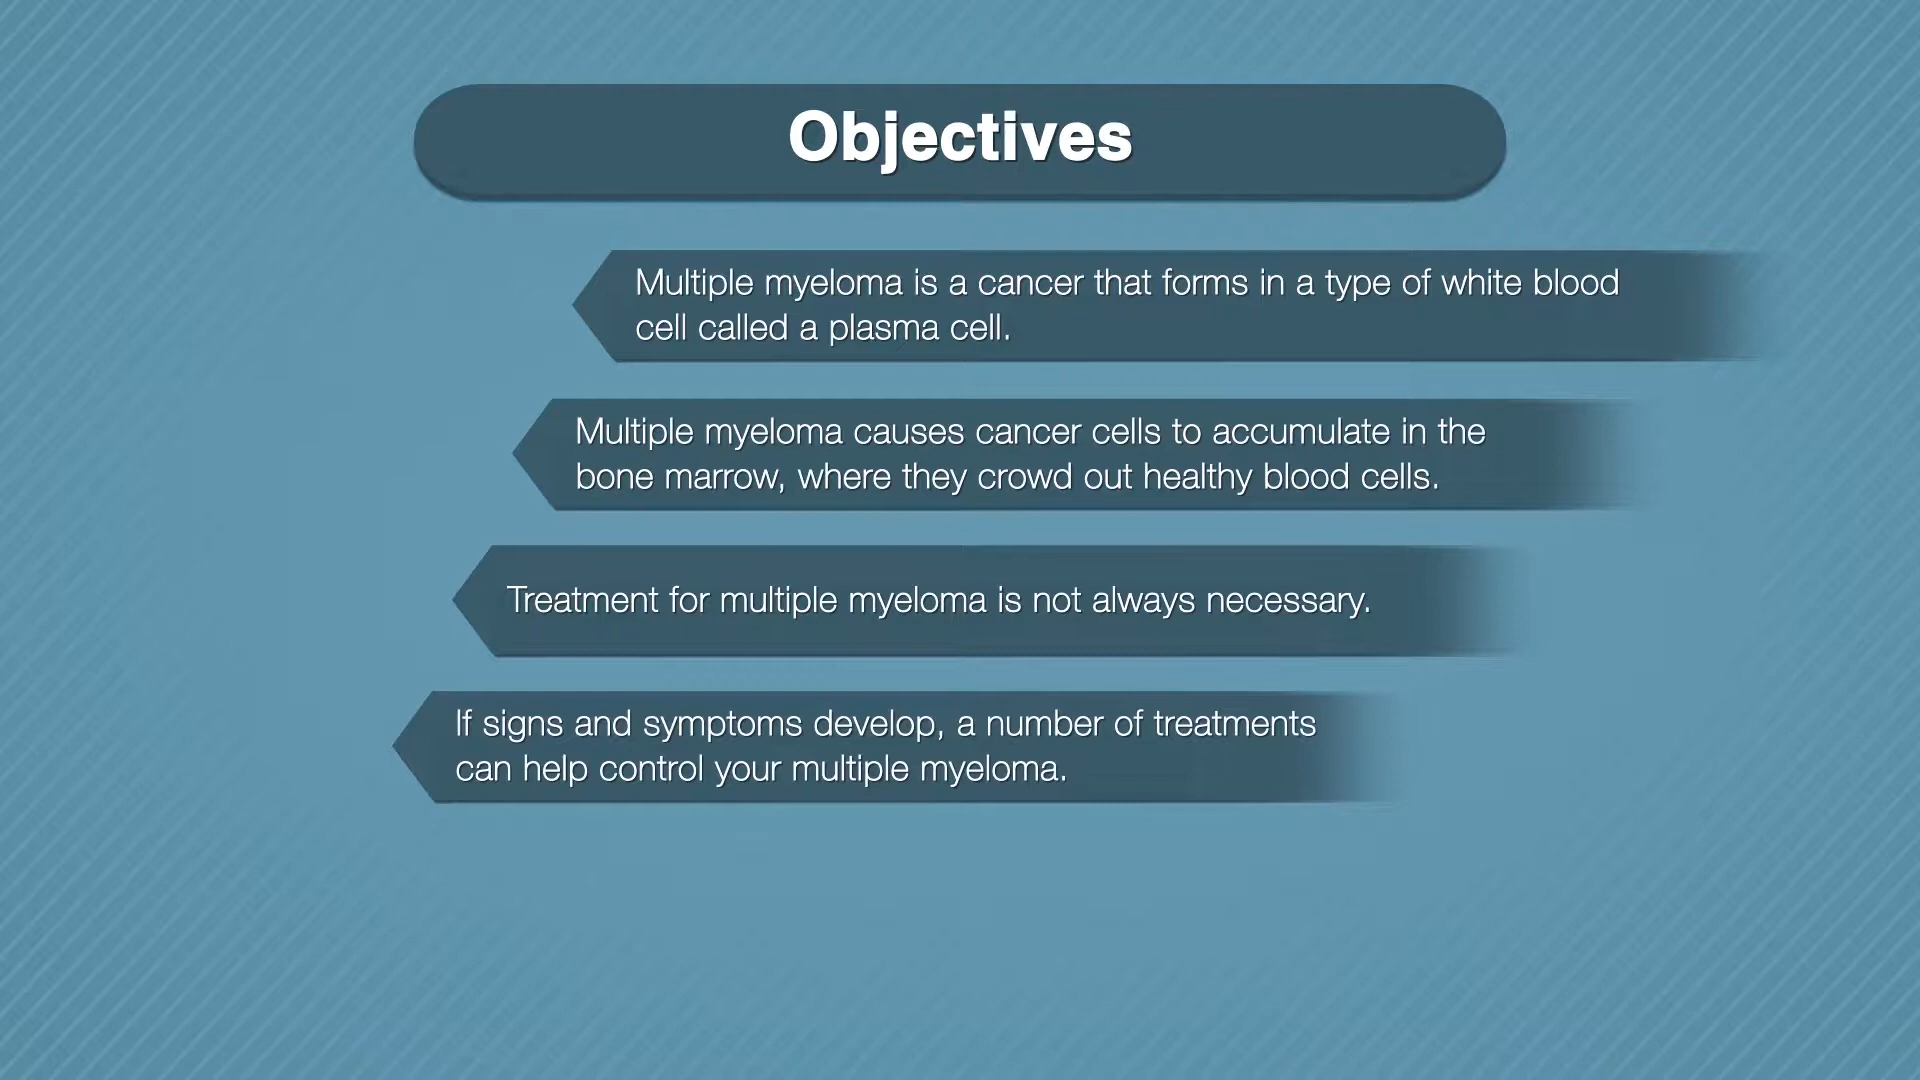 Objectives
Multiple myeloma is a cancer that forms in a type of white blood
cell called a plasma cell.
Multiple myeloma causes cancer cells to accumulate in the
bone marrow, where they crowd out healthy blood cells.
Treatment for multiple myeloma is not always necessary.
If signs and symptoms develop, a number of treatments
can help control your multiple myeloma.